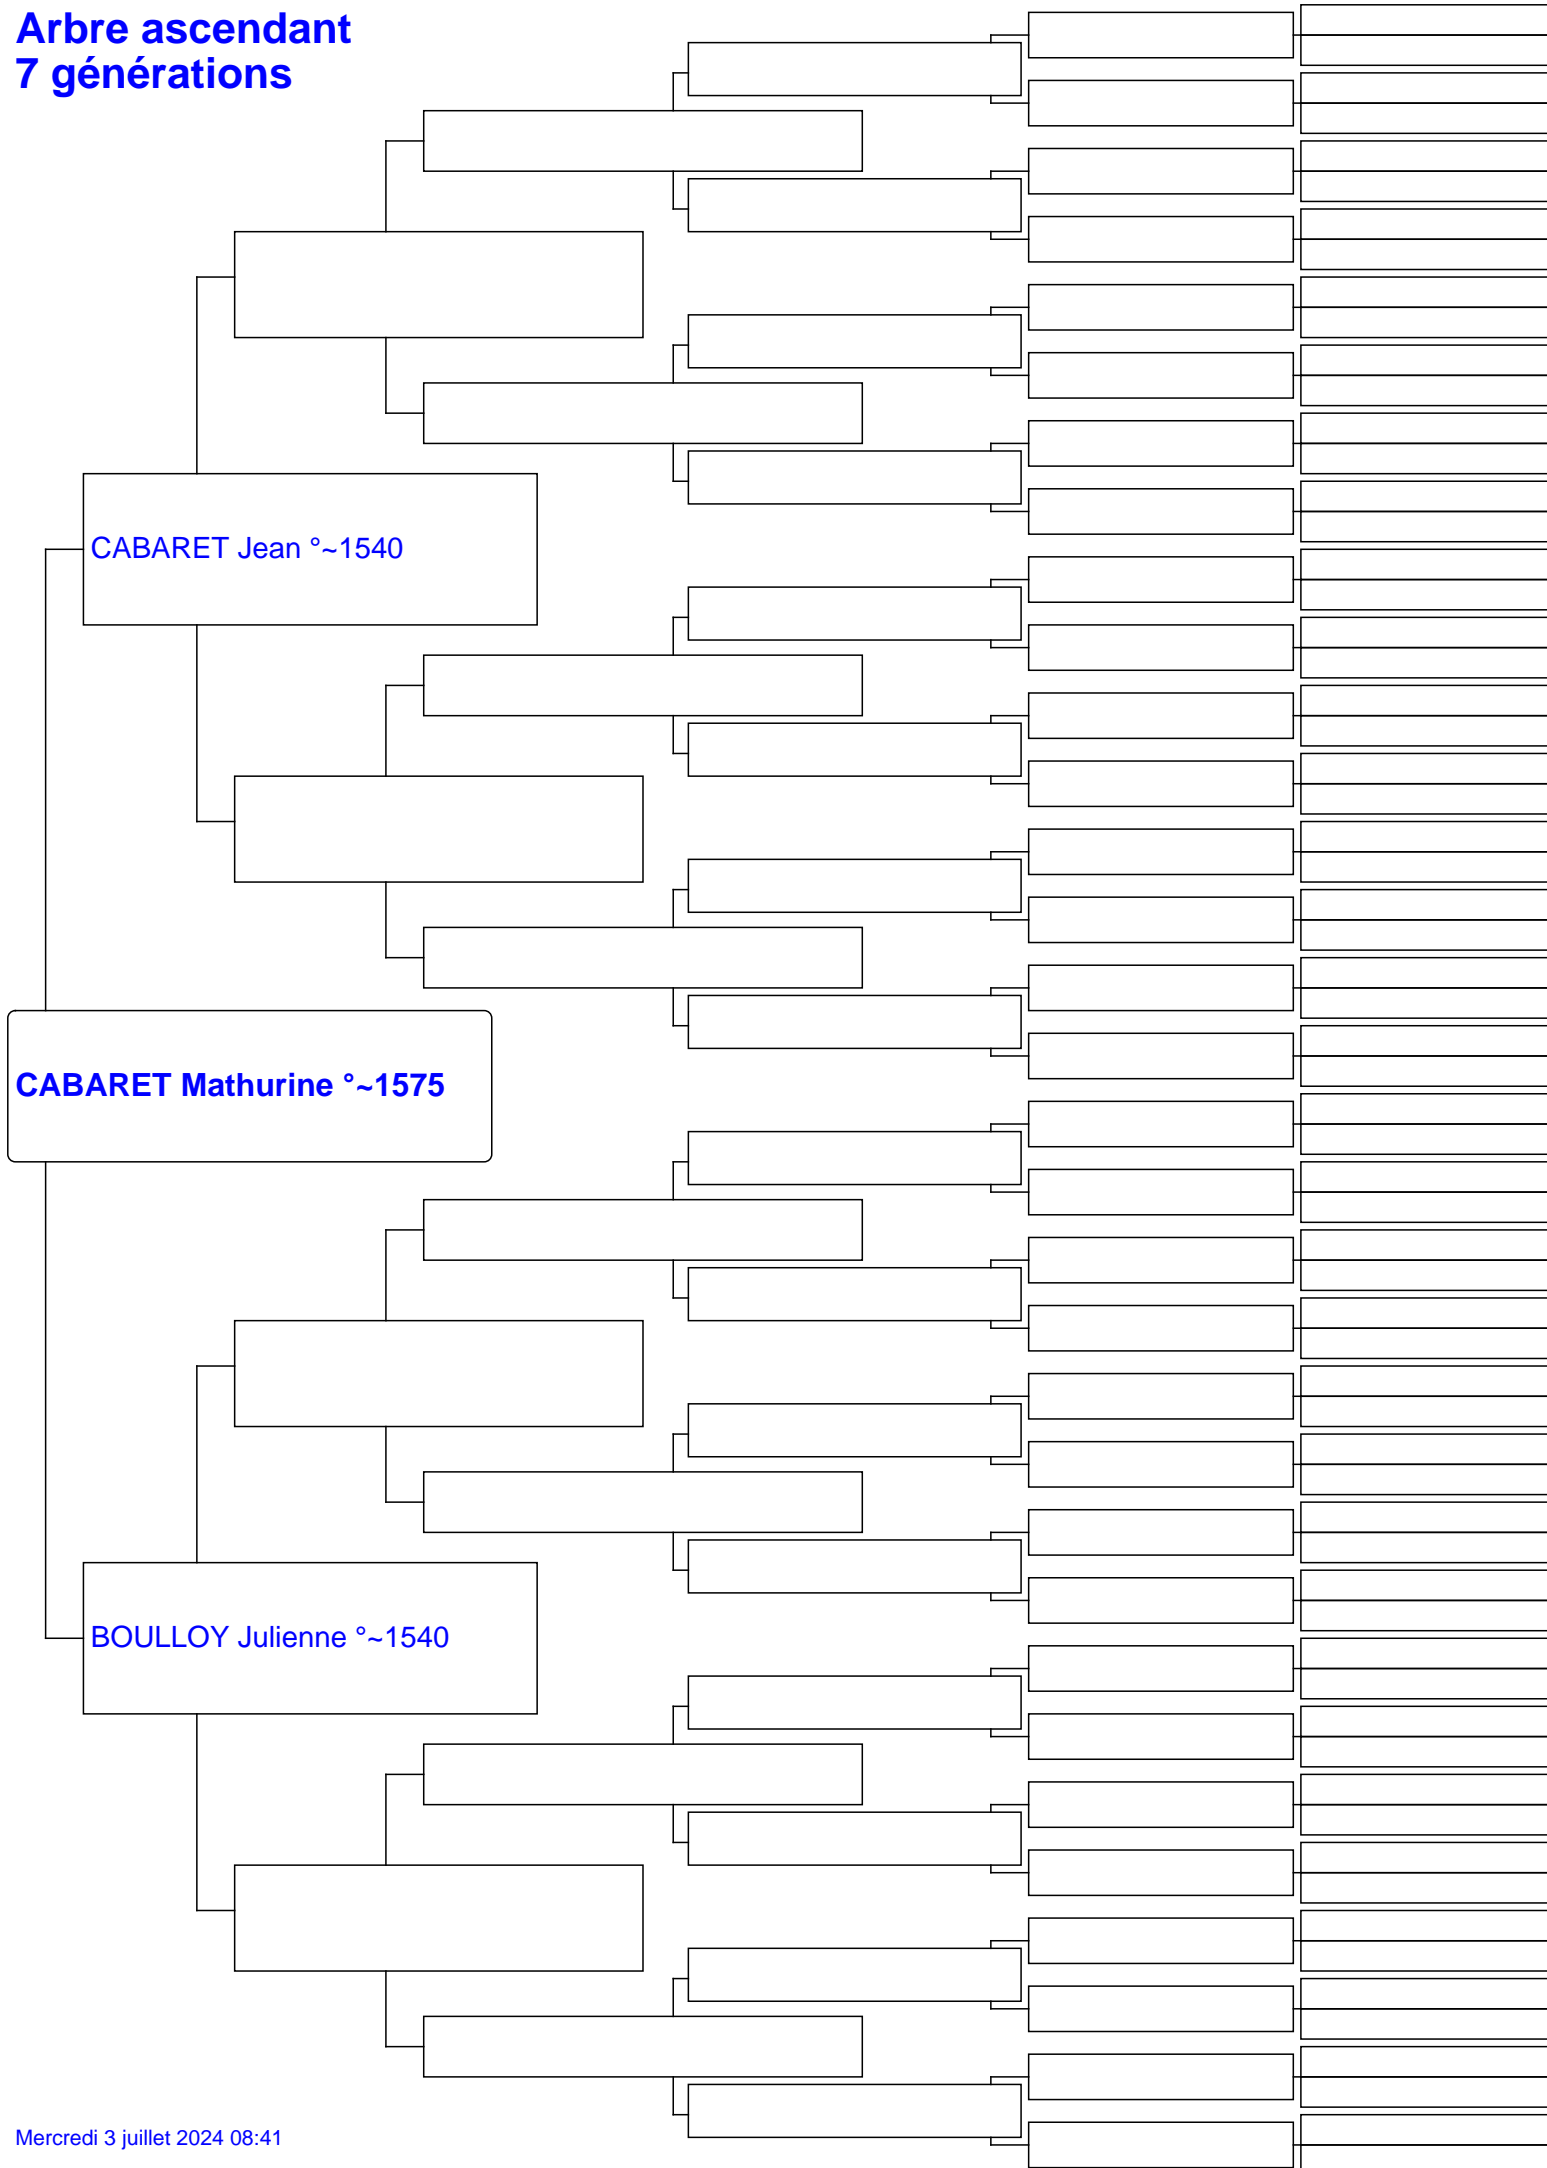 Arbre ascendant
7 générations
CABARET Jean °~1540
CABARET Mathurine °~1575
BOULLOY Julienne °~1540
Mercredi 3 juillet 2024 08:41